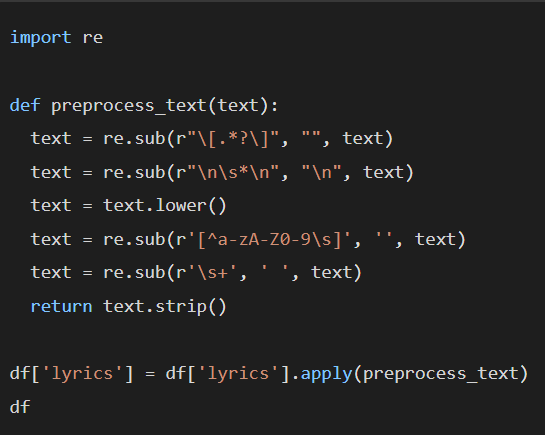 import re
def preprocess_text(text):
  text = re.sub(r"\[.*?\]", "", text)
  text = re.sub(r"\n\s*\n", "\n", text)
  text = text.lower()
  text = re.sub(r'[^a-zA-Z0-9\s]', '', text)
  text = re.sub(r'\s+', ' ', text)
  return text.strip()
df['lyrics'] = df['lyrics'].apply(preprocess_text)
df